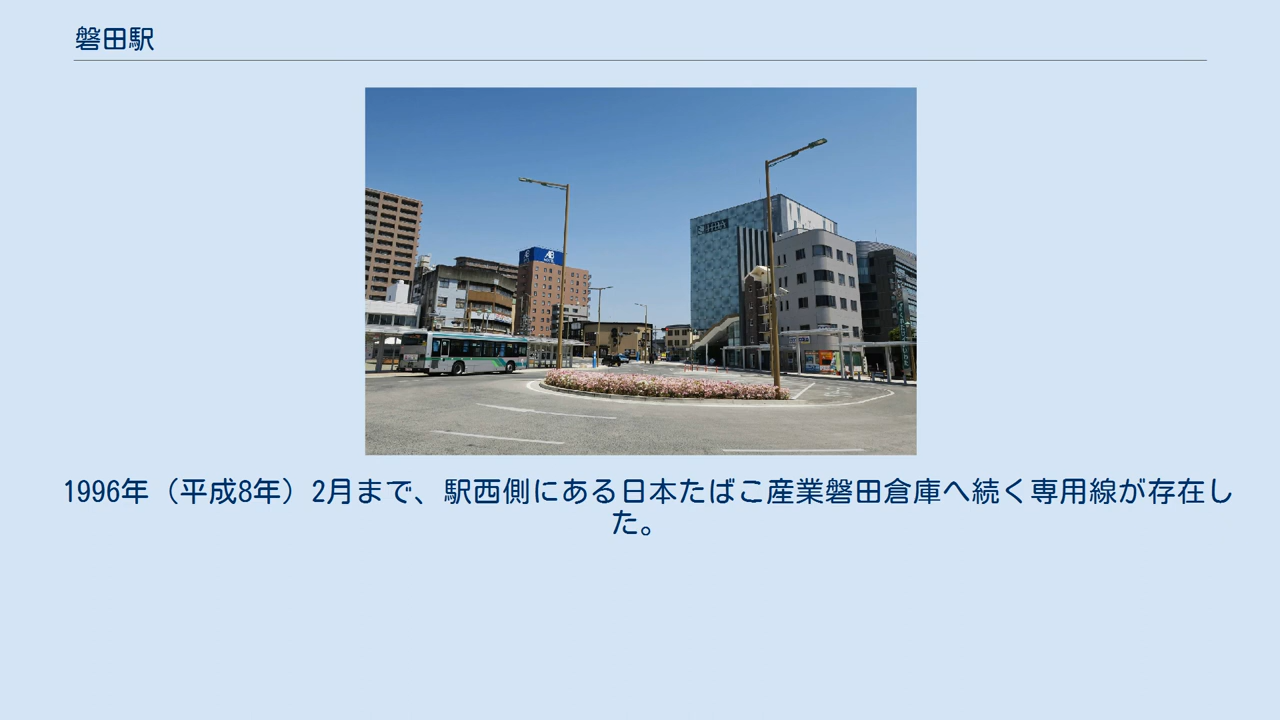 磐田駅
1996年（平成8年）2月まで、駅西側にある日本たばこ産業磐田倉庫へ続く専用線が存在し
た。